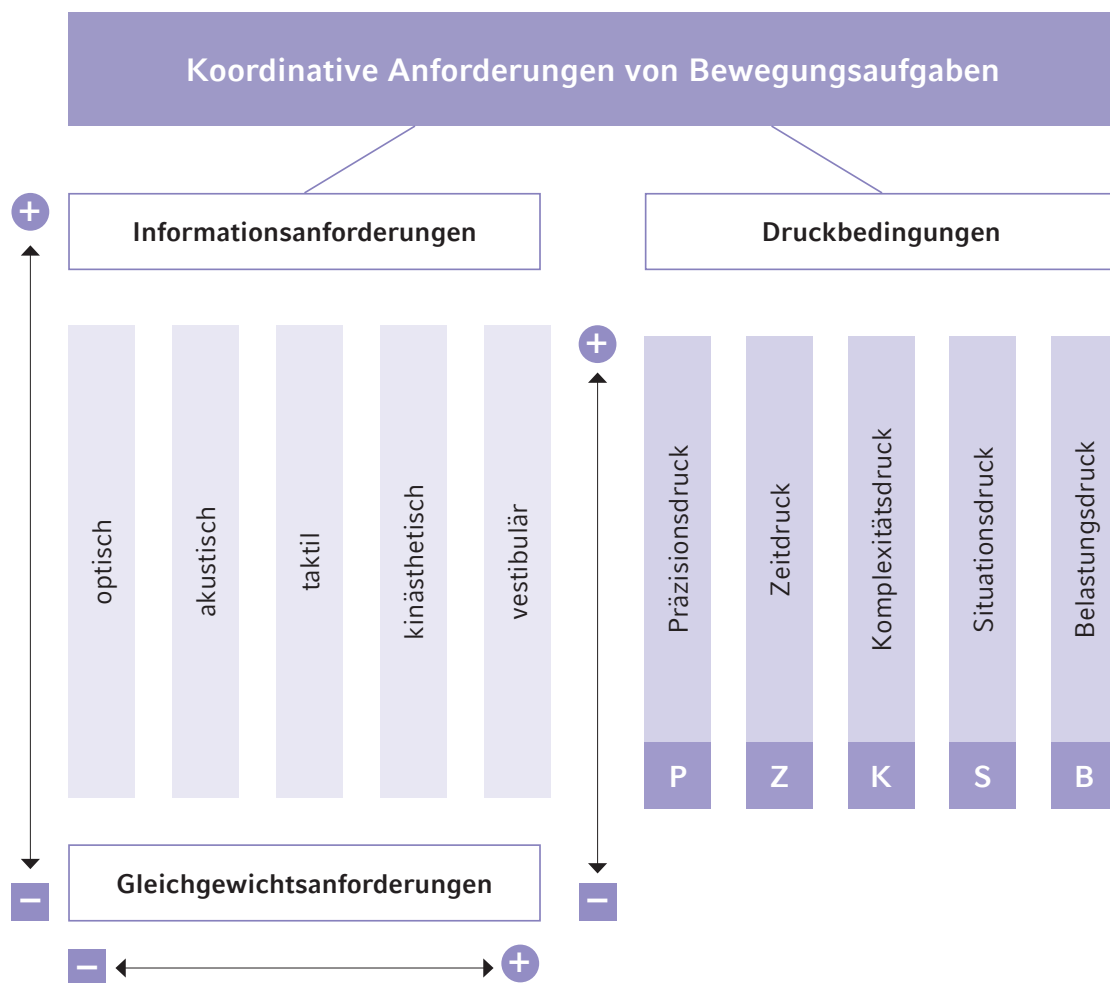 Koordinative Anforderungen von Bewegungsaufgaben
+
Informationsanforderungen
Druckbedingungen
+
optisch
akustisch
taktil
kinästhetisch
vestibulär
Präzisionsdruck
Zeitdruck
Komplexitätsdruck
Situationsdruck
Belastungsdruck
P
Z
K
S
B
Gleichgewichtsanforderungen
−
−
−
+